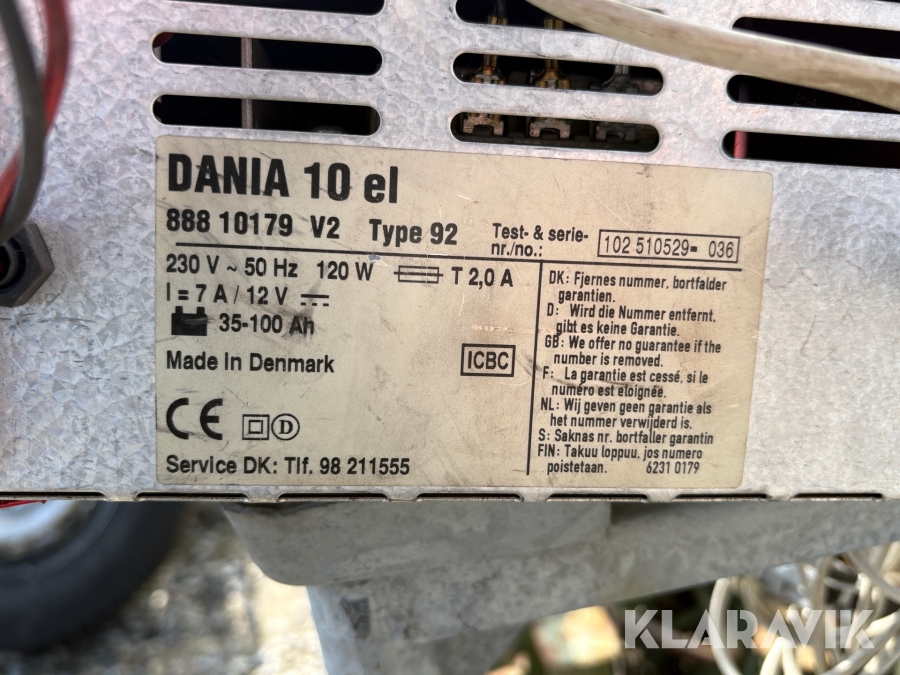 DANIA 10 el
888 10179 V2 Type 92
Test- & serie-
nr./no.: 102 510529- 036
230 V ~ 50 Hz 120 W T 2,0 A
I = 7 A / 12 V
35-100 Ah
Made In Denmark
ICBC
CE D
Service DK: Tlf. 98 211555
DK: Fjernes nummer, bortfalder
garantien.
D: Wird die Nummer entfernt,
gibt es keine Garantie.
GB: We offer no guarantee if the
number is removed.
F: La garantie est cessé, si le
numéro est eloignée.
NL: Wij geven geen garantie als
het nummer verwijderd is.
S: Saknas nr. bortfaller garantin
FIN: Takuu loppuu, jos numero
poistetaan. 6231 0179
KLARAVIK